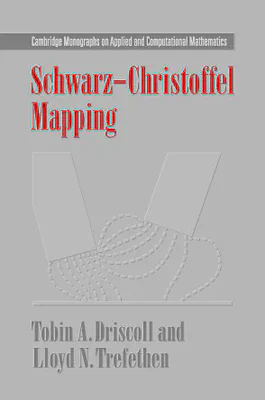 Cambridge Monographs on Applied and Computational Mathematics
Schwarz–Christoffel
Mapping
Tobin A. Driscoll and
Lloyd N. Trefethen